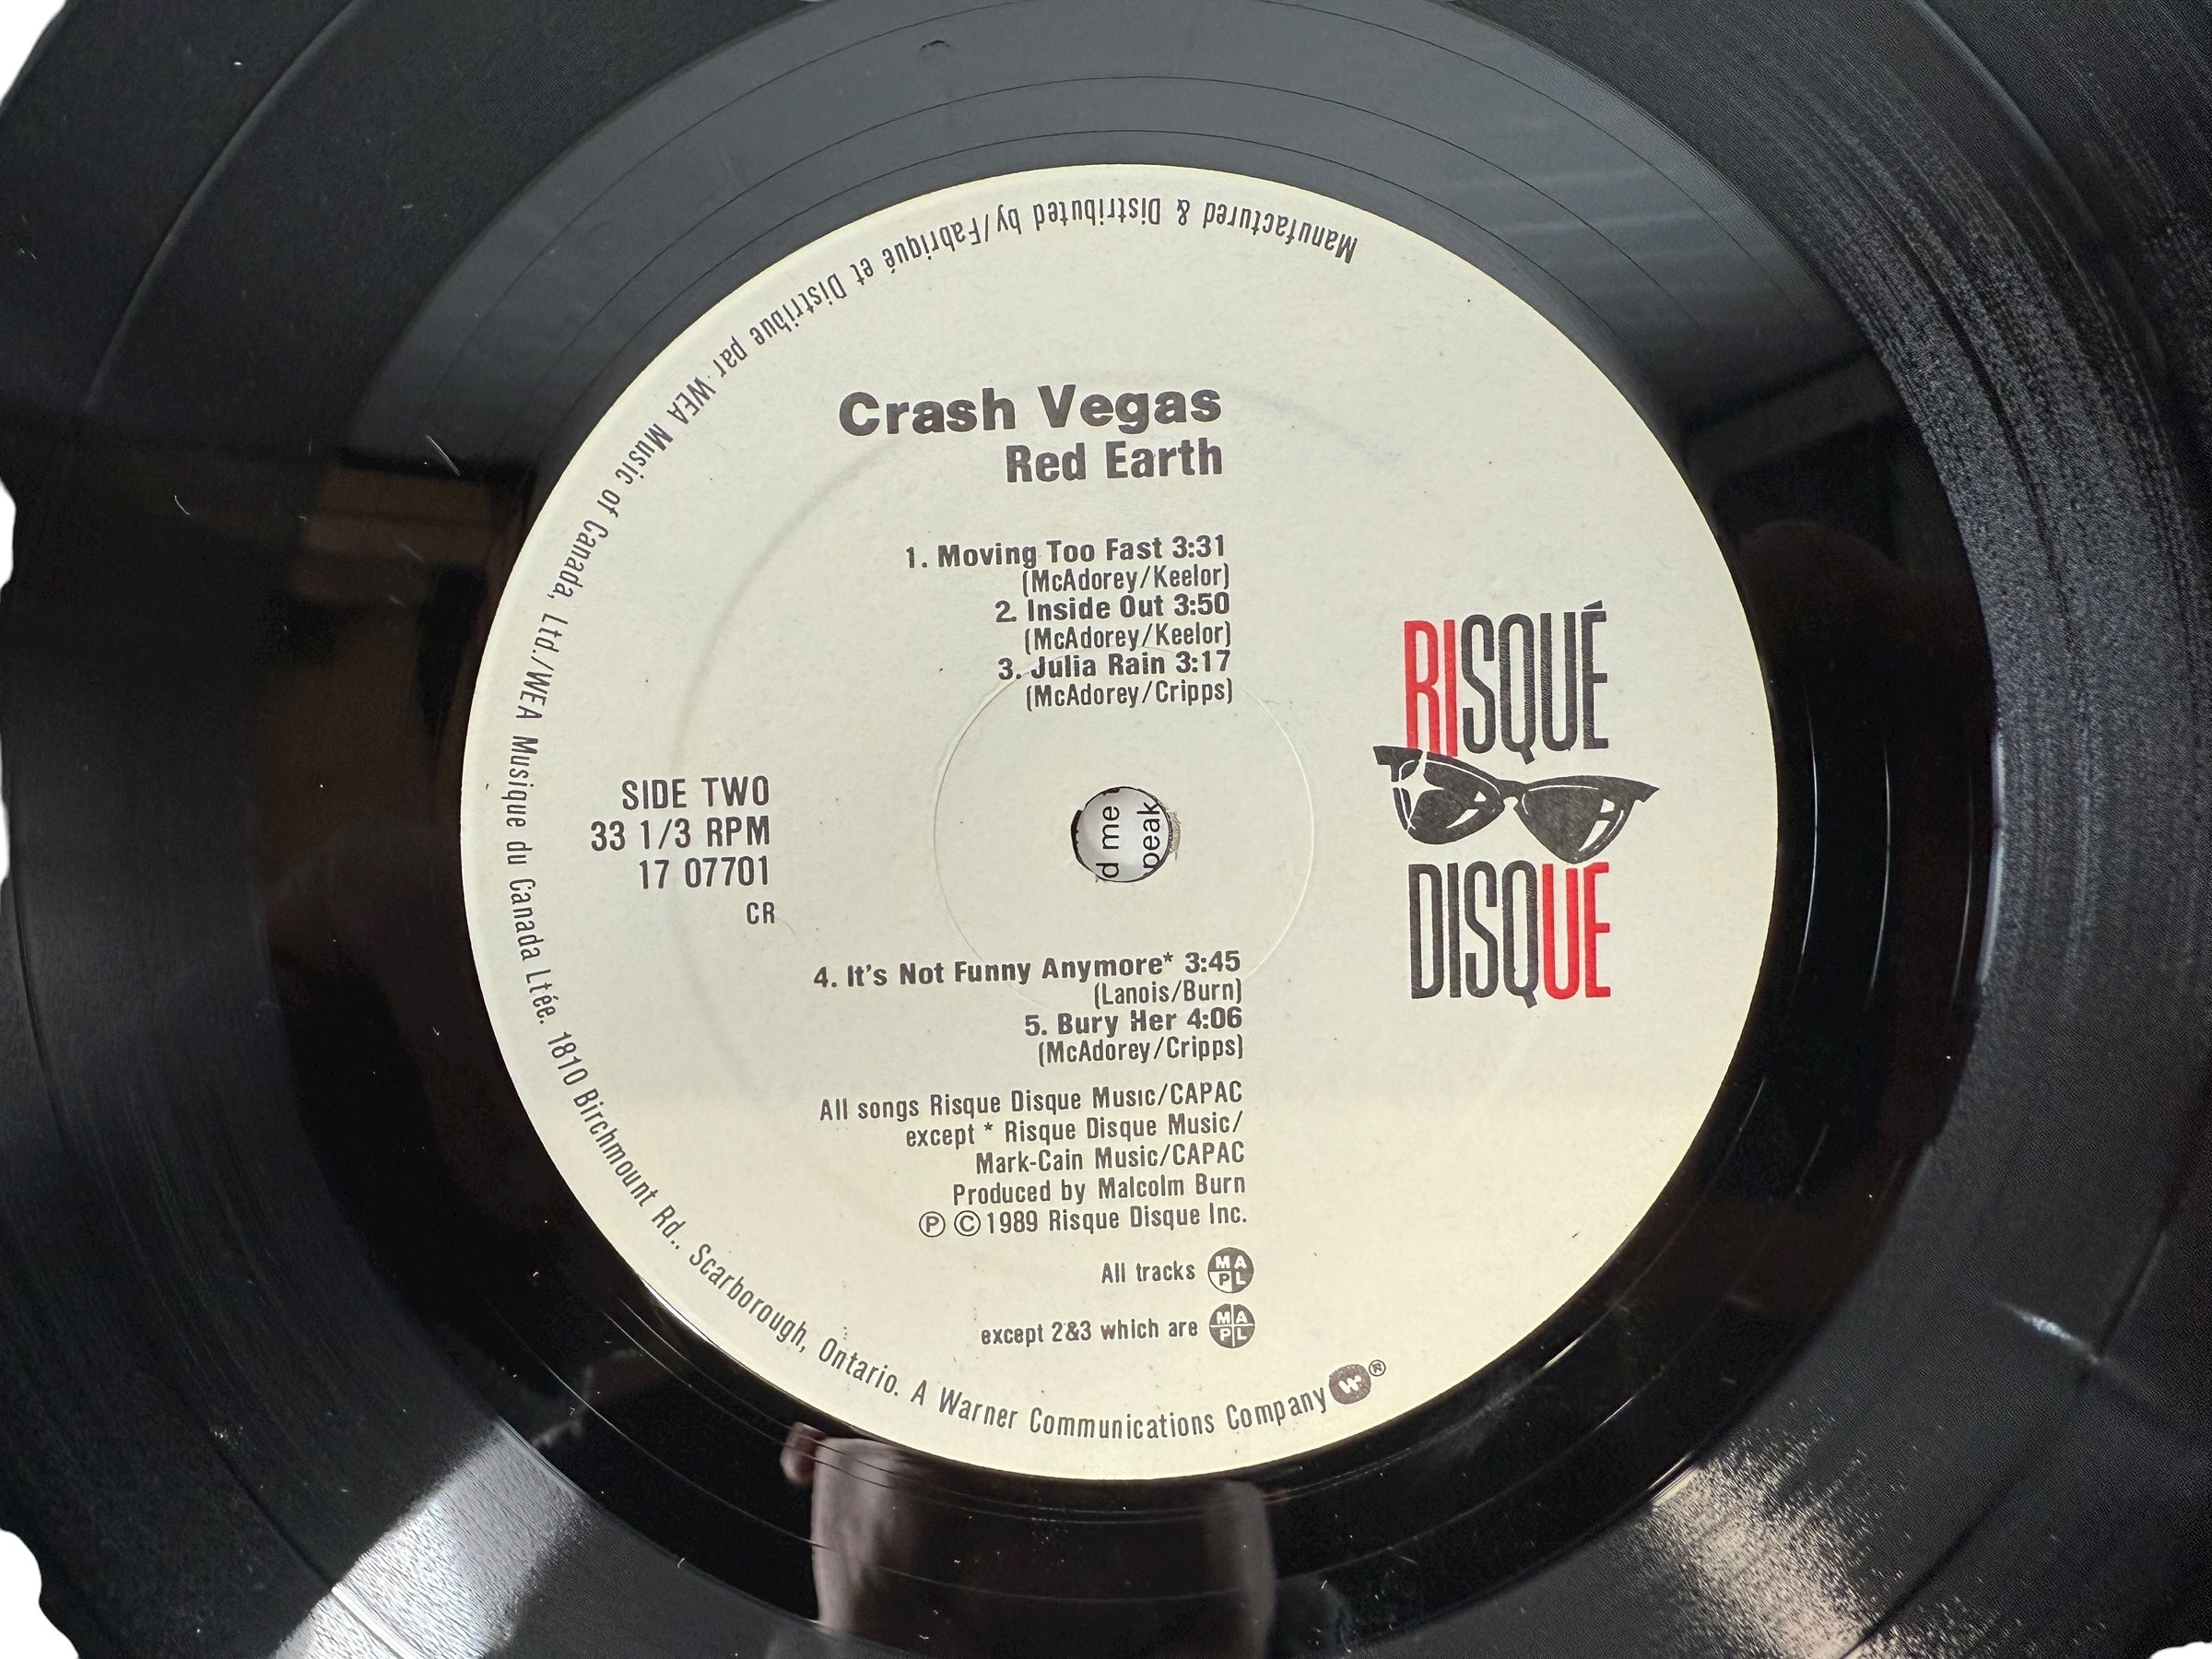 Manufactured & Distributed by/Fabriqué et Distribue par WEA Music of Canada, Ltd./WEA Musique du Canada Ltée. 1810 Birchmount Rd., Scarborough, Ontario. A Warner Communications Company W®
Crash Vegas
Red Earth
1. Moving Too Fast 3:31
(McAdorey/Keelor)
2. Inside Out 3:50
(McAdorey/Keelor)
3. Julia Rain 3:17
(McAdorey/Cripps)
RISQUÉ
DISQUE
SIDE TWO
33 1/3 RPM
17 07701
CR
d me
peak
4. It's Not Funny Anymore* 3:45
(Lanois/Burn)
5. Bury Her 4:06
(McAdorey/Cripps)
All songs Risque Disque Music/CAPAC
except * Risque Disque Music/
Mark-Cain Music/CAPAC
Produced by Malcolm Burn
Ⓟ © 1989 Risque Disque Inc.
All tracks MAPL
except 2&3 which are MAPL